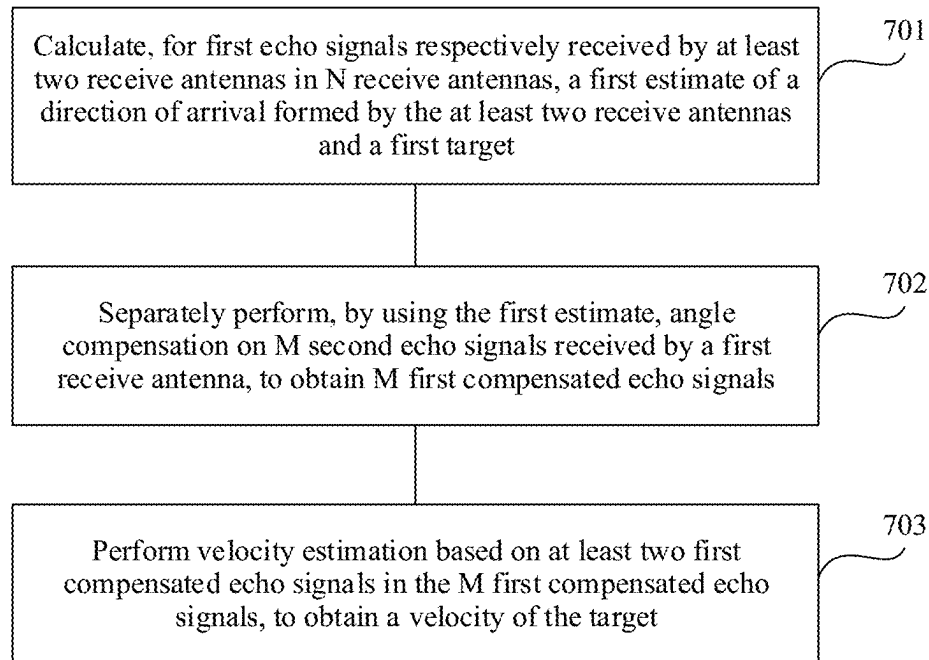 Calculate, for first echo signals respectively received by at least
two receive antennas in N receive antennas, a first estimate of a
direction of arrival formed by the at least two receive antennas
and a first target
701
Separately perform, by using the first estimate, angle
compensation on M second echo signals received by a first
receive antenna, to obtain M first compensated echo signals
702
Perform velocity estimation based on at least two first
compensated echo signals in the M first compensated echo
signals, to obtain a velocity of the target
703